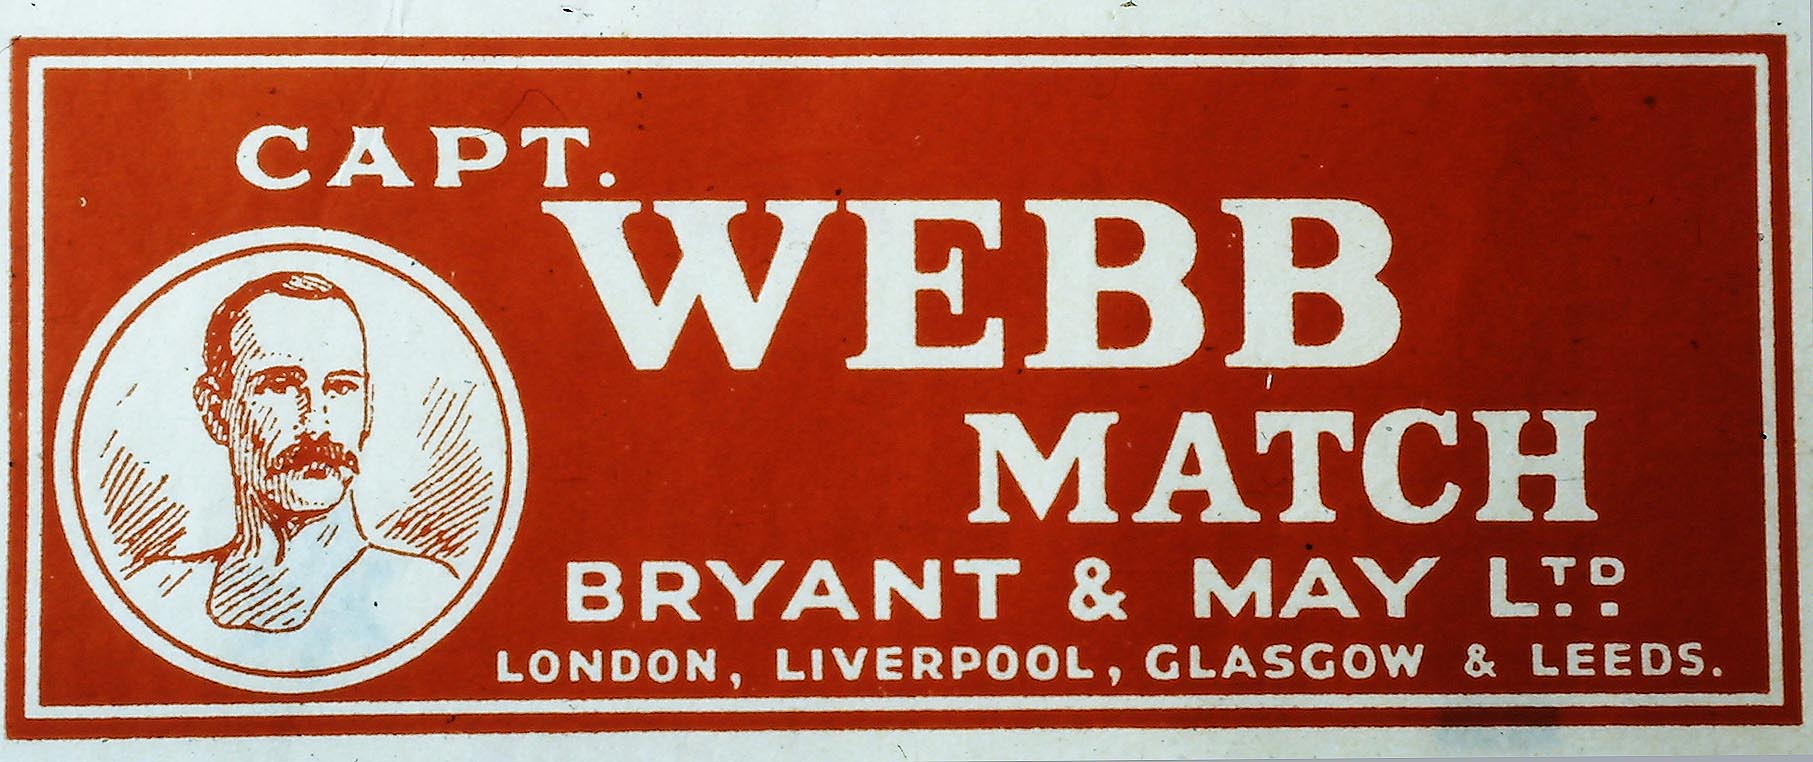 CAPT.
WEBB
MATCH
BRYANT & MAY LTD.
LONDON, LIVERPOOL, GLASGOW & LEEDS.